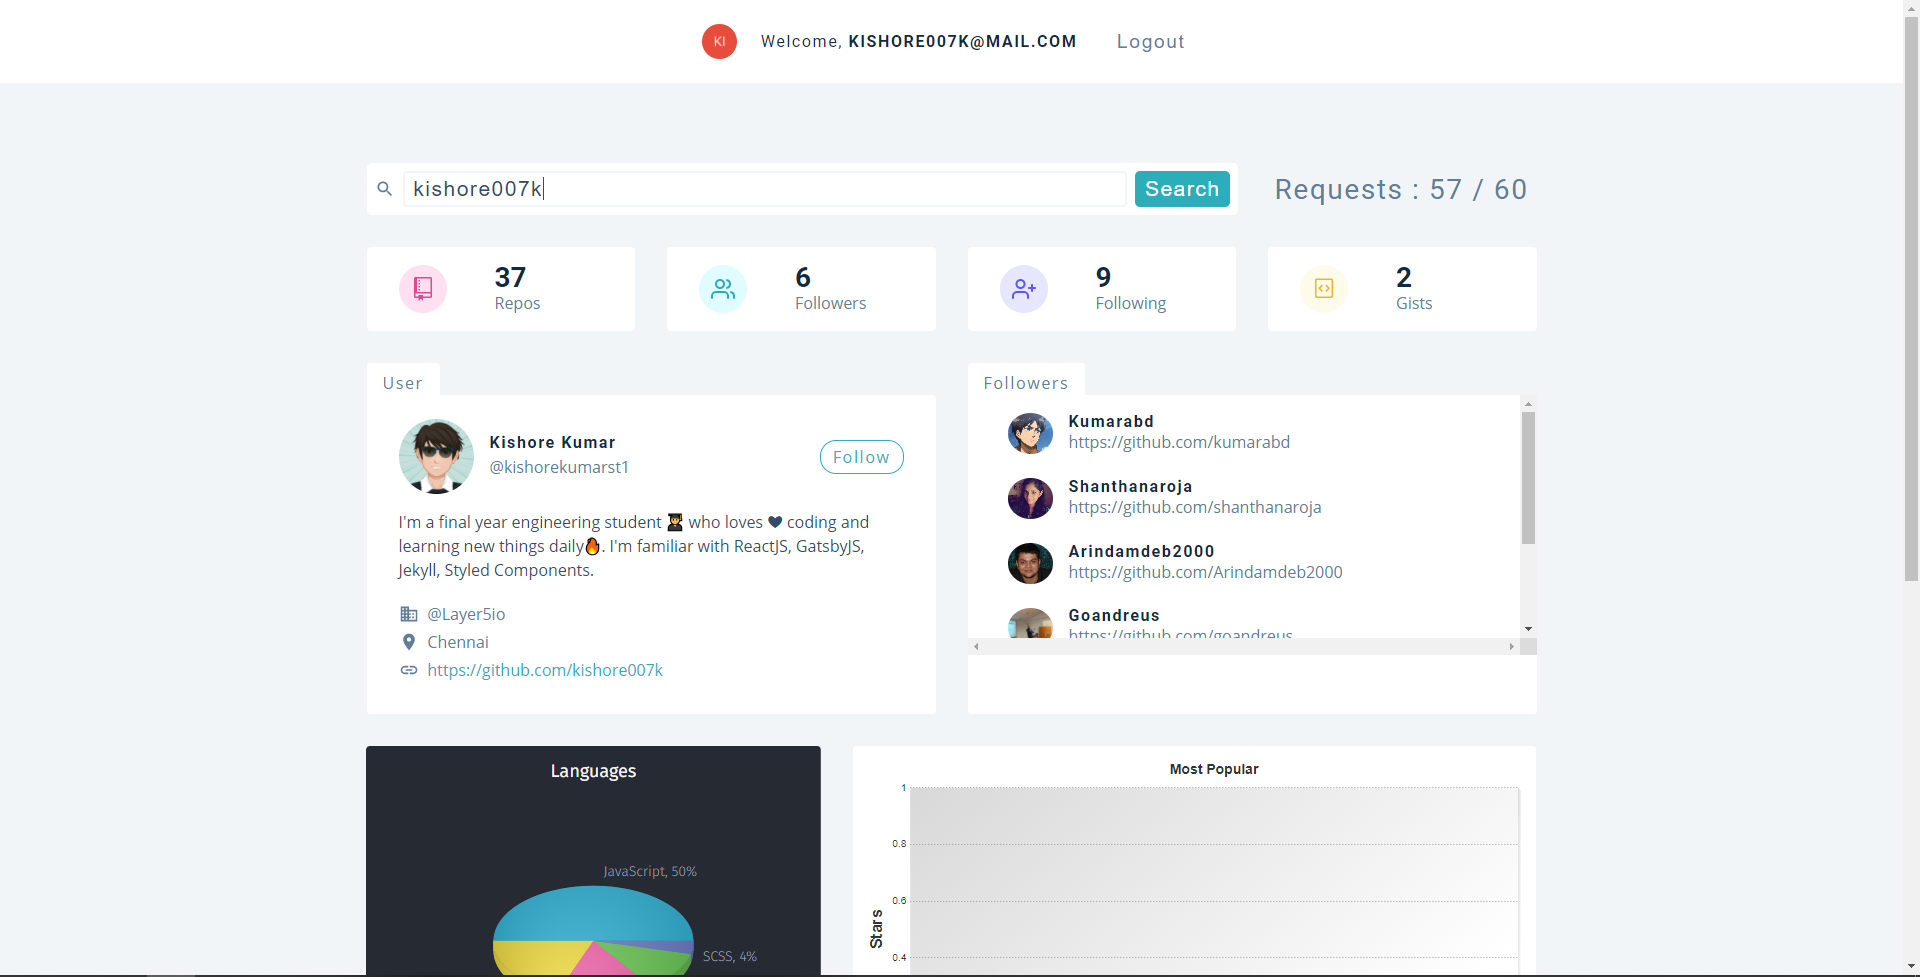 KI
Welcome, KISHORE007K@MAIL.COM
Logout
kishore007k
Search
Requests : 57 / 60
37
Repos
6
Followers
9
Following
2
Gists
User
Kishore Kumar
@kishorekumarst1
Follow
I'm a final year engineering student 👨‍🎓 who loves 🖤 coding and
learning new things daily🔥. I'm familiar with ReactJS, GatsbyJS,
Jekyll, Styled Components.
@Layer5io
Chennai
https://github.com/kishore007k
Followers
Kumarabd
https://github.com/kumarabd
Shanthanaroja
https://github.com/shanthanaroja
Arindamdeb2000
https://github.com/Arindamdeb2000
Goandreus
https://github.com/goandreus
Languages
JavaScript, 50%
SCSS, 4%
Most Popular
1
0.8
0.6
0.4
Stars